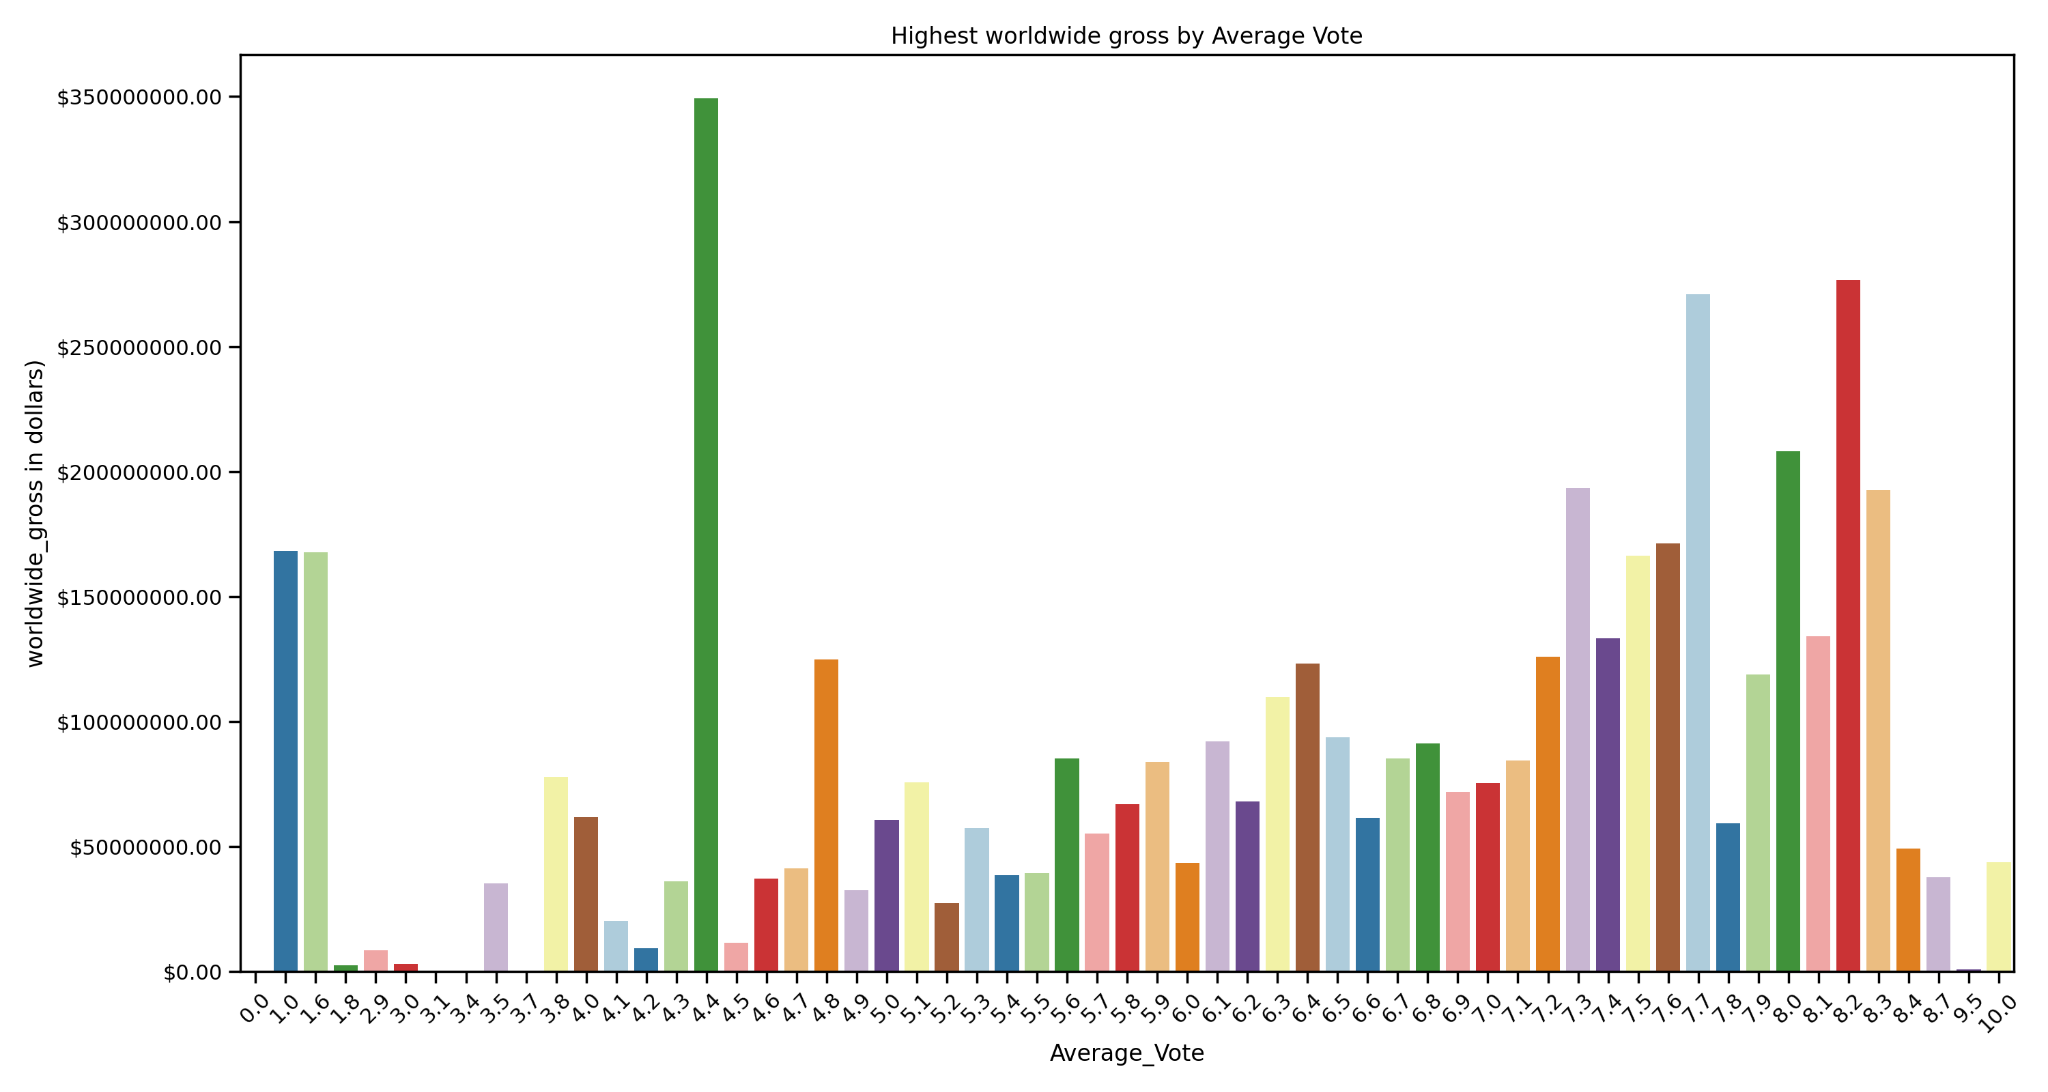 Highest worldwide gross by Average Vote
$350000000.00
$300000000.00
$250000000.00
$200000000.00
$150000000.00
$100000000.00
$50000000.00
$0.00
worldwide_gross in dollars)
0.0 1.0 1.6 1.8 2.9 3.0 3.1 3.4 3.5 3.7 3.8 4.0 4.1 4.2 4.3 4.4 4.5 4.6 4.7 4.8 4.9 5.0 5.1 5.2 5.3 5.4 5.5 5.6 5.7 5.8 5.9 6.0 6.1 6.2 6.3 6.4 6.5 6.6 6.7 6.8 6.9 7.0 7.1 7.2 7.3 7.4 7.5 7.6 7.7 7.8 7.9 8.0 8.1 8.2 8.3 8.4 8.7 9.5 10.0
Average_Vote